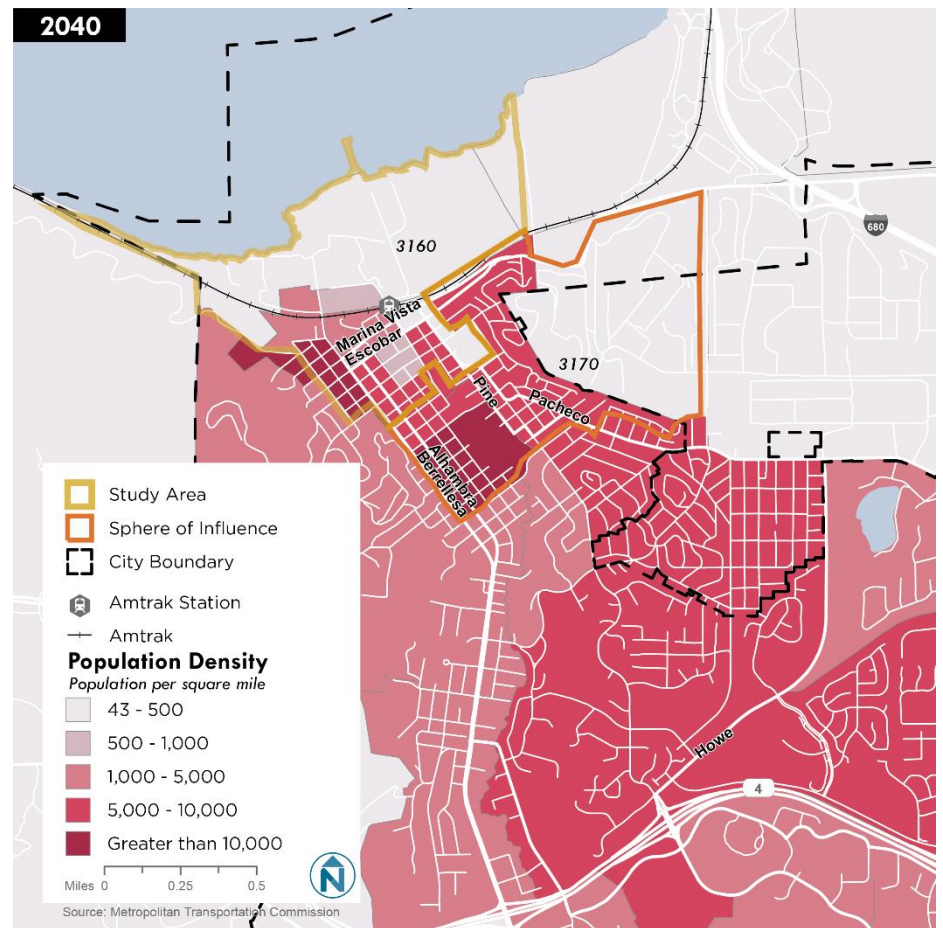 2040
3160
680
Marina Vista
Escobar
3170
Pine
Pacheco
Alhambra
Berrellesa
Study Area
Sphere of Influence
City Boundary
Amtrak Station
Amtrak
Population Density
Population per square mile
43 - 500
500 - 1,000
1,000 - 5,000
5,000 - 10,000
Greater than 10,000
Howe
4
Miles 0 0.25 0.5
N
Source: Metropolitan Transportation Commission